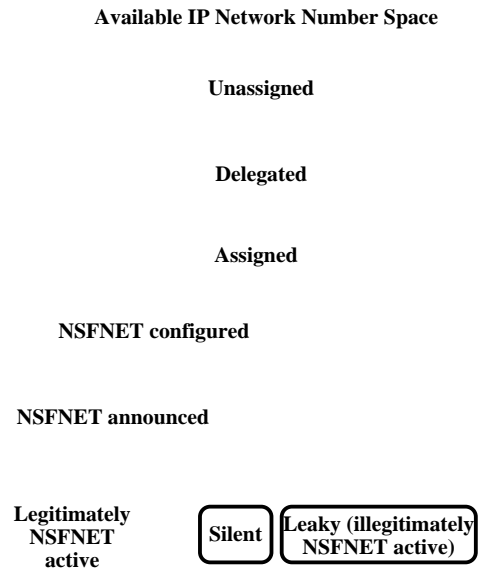 Available IP Network Number Space
Unassigned
Delegated
Assigned
NSFNET configured
NSFNET announced
Legitimately
NSFNET
active
Silent
Leaky (illegitimately
NSFNET active)